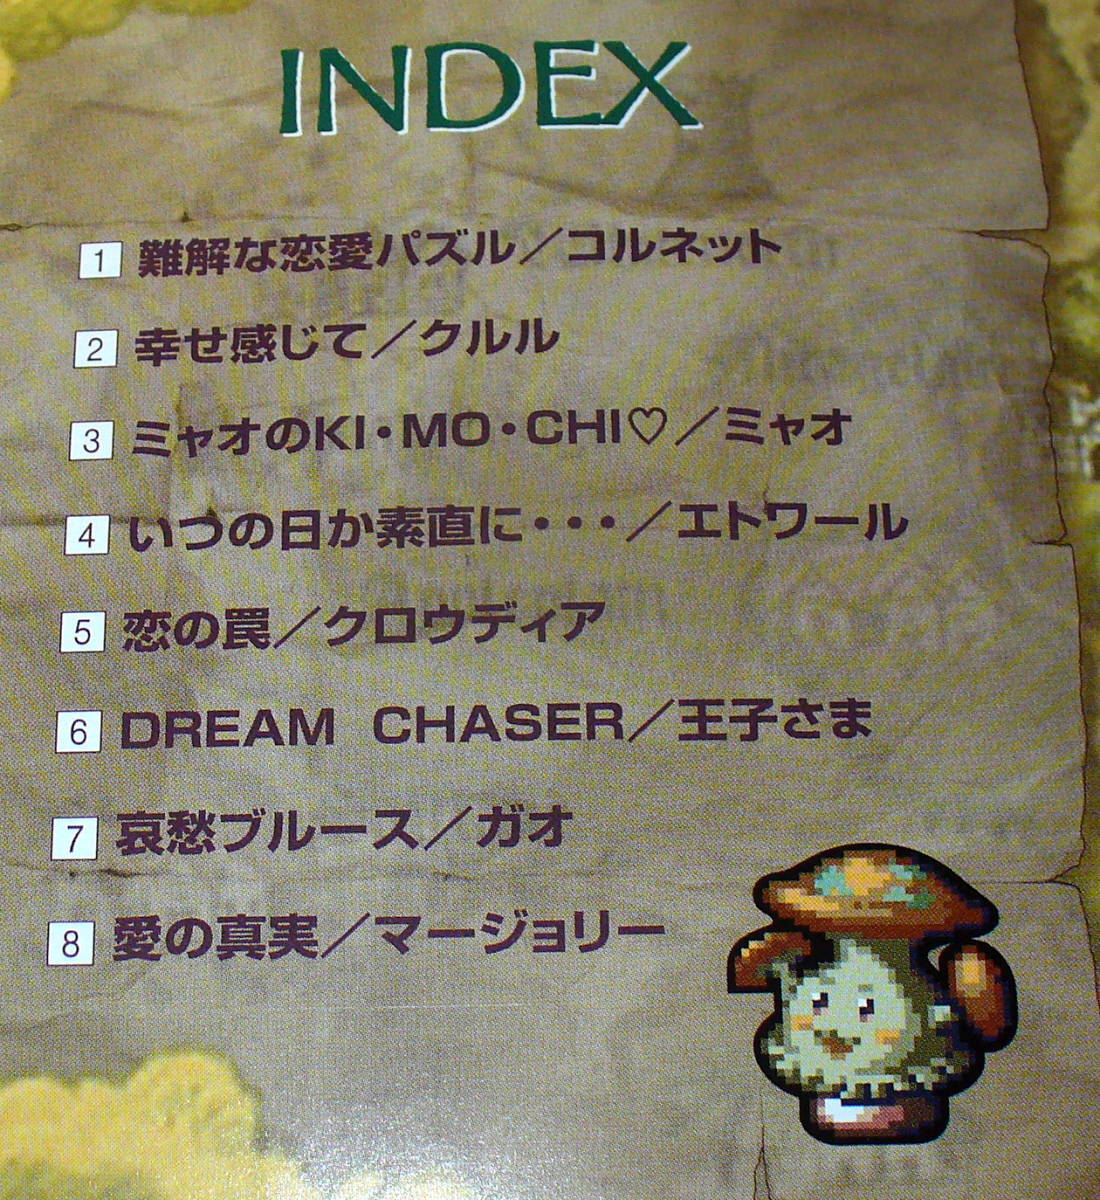 INDEX
1 難解な恋愛パズル／コルネット
2 幸せ感じて／クルル
3 ミャオのKI・MO・CHI♡／ミャオ
4 いつの日か素直に・・・／エトワール
5 恋の罠／クロウディア
6 DREAM CHASER／王子さま
7 哀愁ブルース／ガオ
8 愛の真実／マージョリー